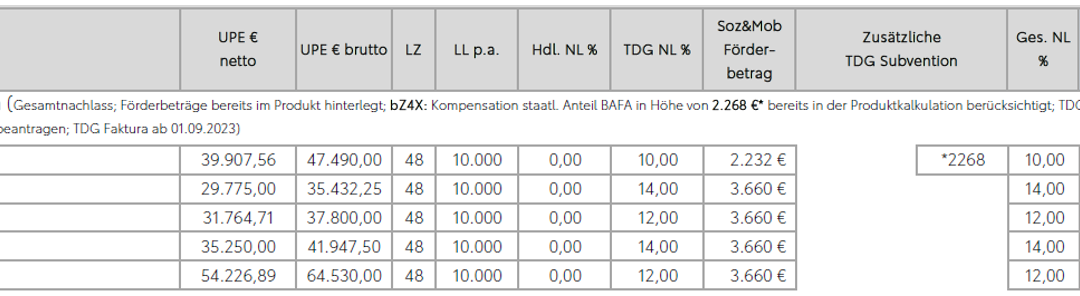 UPE € netto UPE € brutto LZ LL p.a. Hdl. NL % TDG NL % Soz&Mob Förder-betrag Zusätzliche TDG Subvention Ges. NL %
(Gesamtnachlass; Förderbeträge bereits im Produkt hinterlegt; bZ4X: Kompensation staatl. Anteil BAFA in Höhe von 2.268 €* bereits in der Produktkalkulation berücksichtigt; TDG
beantragen; TDG Faktura ab 01.09.2023)
39.907,56 47.490,00 48 10.000 0,00 10,00 2.232 € *2268 10,00
29.775,00 35.432,25 48 10.000 0,00 14,00 3.660 € 14,00
31.764,71 37.800,00 48 10.000 0,00 12,00 3.660 € 12,00
35.250,00 41.947,50 48 10.000 0,00 14,00 3.660 € 14,00
54.226,89 64.530,00 48 10.000 0,00 12,00 3.660 € 12,00